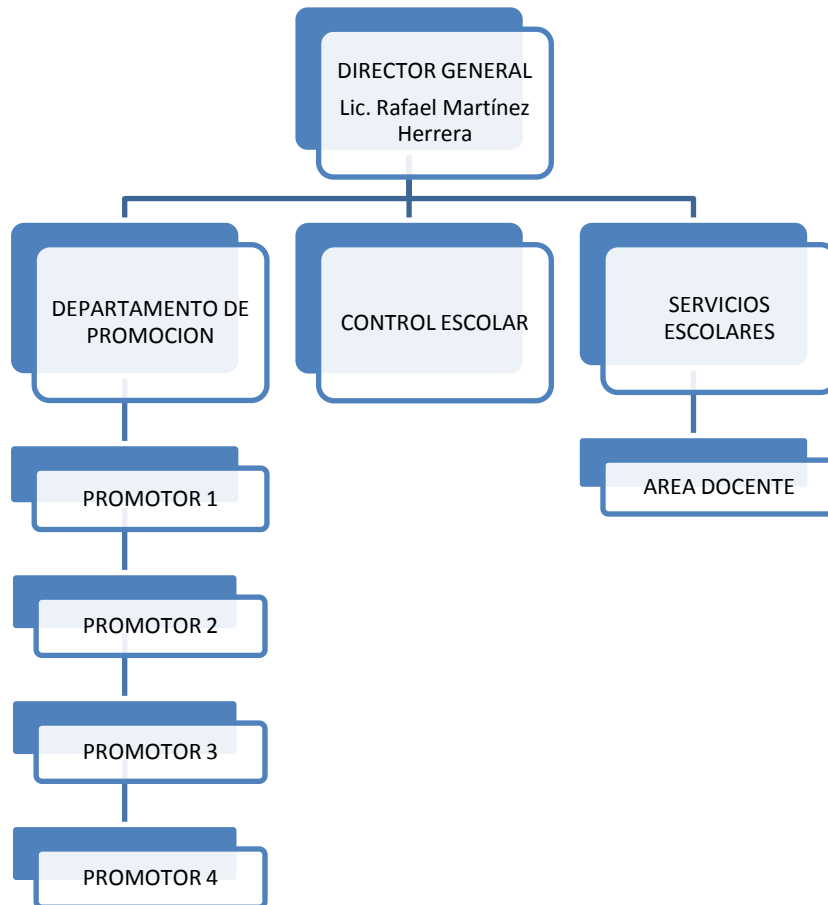 DIRECTOR GENERAL
Lic. Rafael Martínez
Herrera
DEPARTAMENTO DE
PROMOCION
CONTROL ESCOLAR
SERVICIOS
ESCOLARES
PROMOTOR 1
AREA DOCENTE
PROMOTOR 2
PROMOTOR 3
PROMOTOR 4